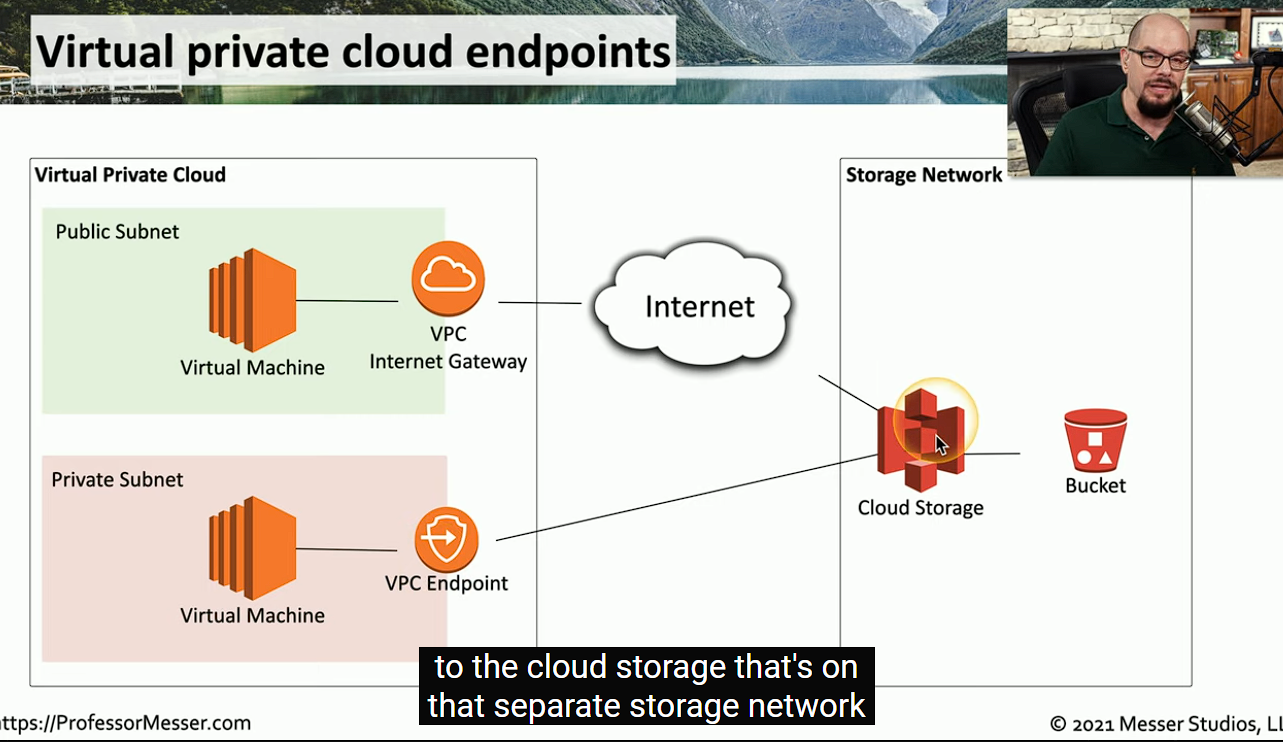 Virtual private cloud endpoints
Virtual Private Cloud
Storage Network
Public Subnet
Internet
VPC
Internet Gateway
Virtual Machine
Private Subnet
Bucket
Cloud Storage
VPC Endpoint
Virtual Machine
to the cloud storage that's on
that separate storage network
ttps://ProfessorMesser.com
© 2021 Messer Studios, LL